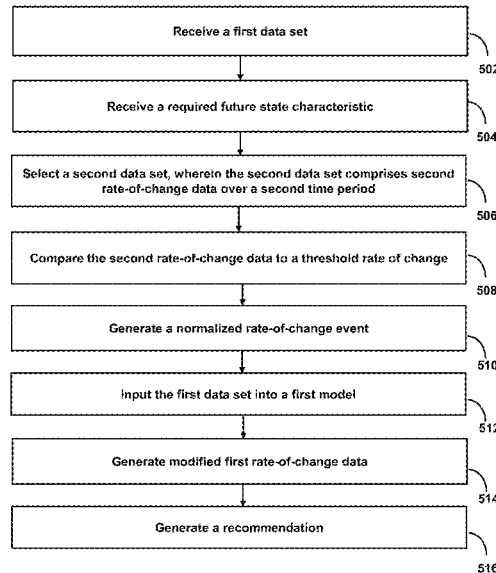 Receive a first data set
502
Receive a required future state characteristic
504
Select a second data set, wherein the second data set comprises second
rate-of-change data over a second time period
506
Compare the second rate-of-change data to a threshold rate of change
508
Generate a normalized rate-of-change event
510
Input the first data set into a first model
512
Generate modified first rate-of-change data
514
Generate a recommendation
516